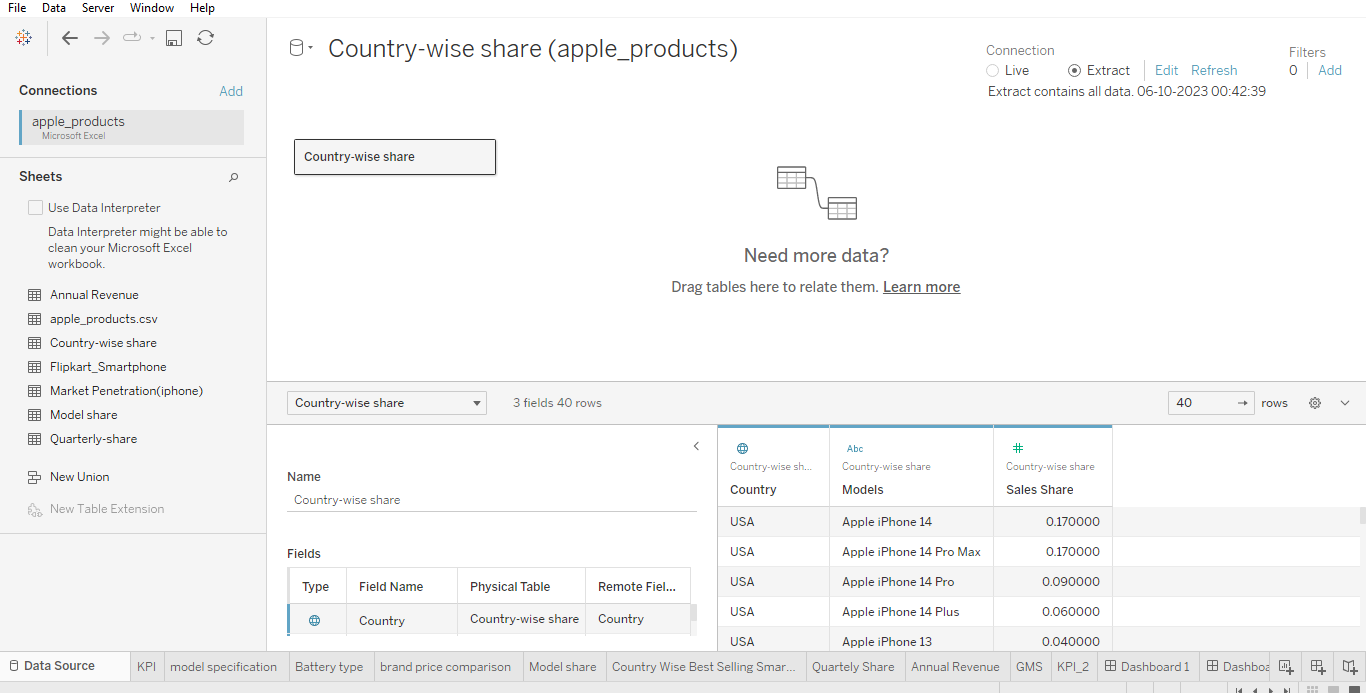 File Data Server Window Help
Country-wise share (apple_products)
Connection
Live Extract Edit Refresh
Extract contains all data. 06-10-2023 00:42:39
Filters
0 Add
Connections Add
apple_products
Microsoft Excel
Sheets
Use Data Interpreter
Data Interpreter might be able to
clean your Microsoft Excel
workbook.
Annual Revenue
apple_products.csv
Country-wise share
Flipkart_Smartphone
Market Penetration(iphone)
Model share
Quarterly-share
New Union
New Table Extension
Country-wise share
Need more data?
Drag tables here to relate them. Learn more
Country-wise share 3 fields 40 rows 40 rows
Name
Country-wise share
Fields
Type Field Name Physical Table Remote Fiel...
Country Country-wise share Country
Abc
Country-wise sh... Country-wise share Country-wise share
Country Models Sales Share
USA Apple iPhone 14 0.170000
USA Apple iPhone 14 Pro Max 0.170000
USA Apple iPhone 14 Pro 0.090000
USA Apple iPhone 14 Plus 0.060000
USA Apple iPhone 13 0.040000
Data Source KPI model specification Battery type brand price comparison Model share Country Wise Best Selling Smar... Quartely Share Annual Revenue GMS KPI_2 Dashboard 1 Dashboa